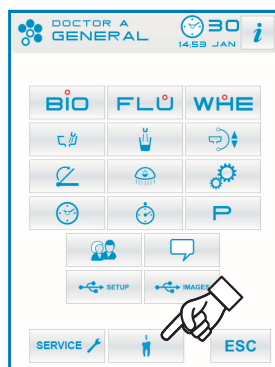 DOCTOR A
GENERAL
30
14:53 JAN
i
BIO FLU WHE
P
SETUP IMAGES
SERVICE ESC